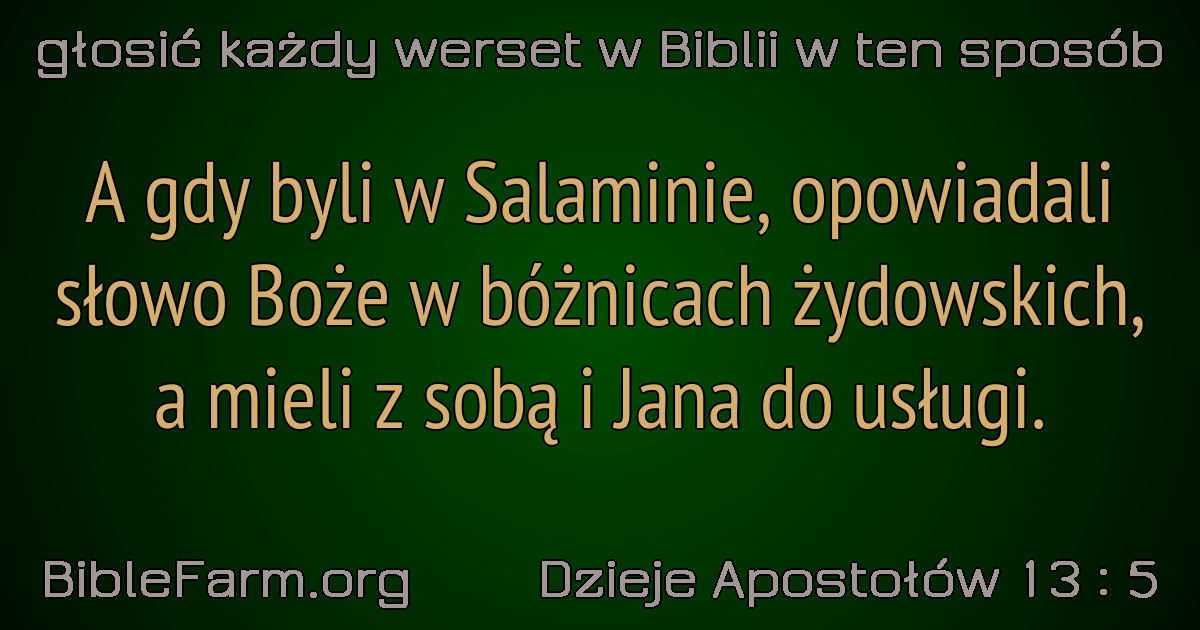 głosić każdy werset w Biblii w ten sposób
A gdy byli w Salaminie, opowiadali
słowo Boże w bóżnicach żydowskich,
a mieli z sobą i Jana do usługi.
BibleFarm.org
Dzieje Apostołów 13 : 5